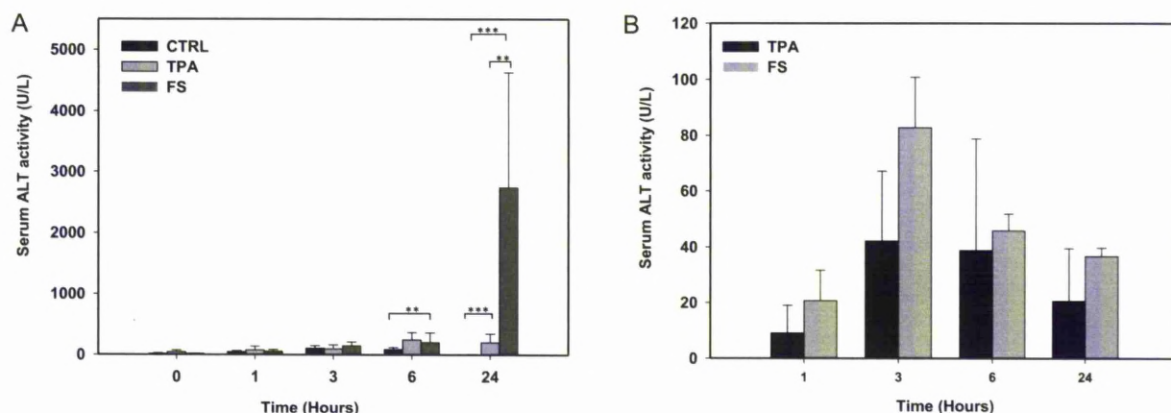 A
Serum ALT activity (U/L)
5000
4000
3000
2000
1000
0
CTRL
TPA
FS
***
**
**
***
0 1 3 6 24
Time (Hours)
B
Serum ALT activity (U/L)
120
100
80
60
40
20
0
TPA
FS
1 3 6 24
Time (Hours)